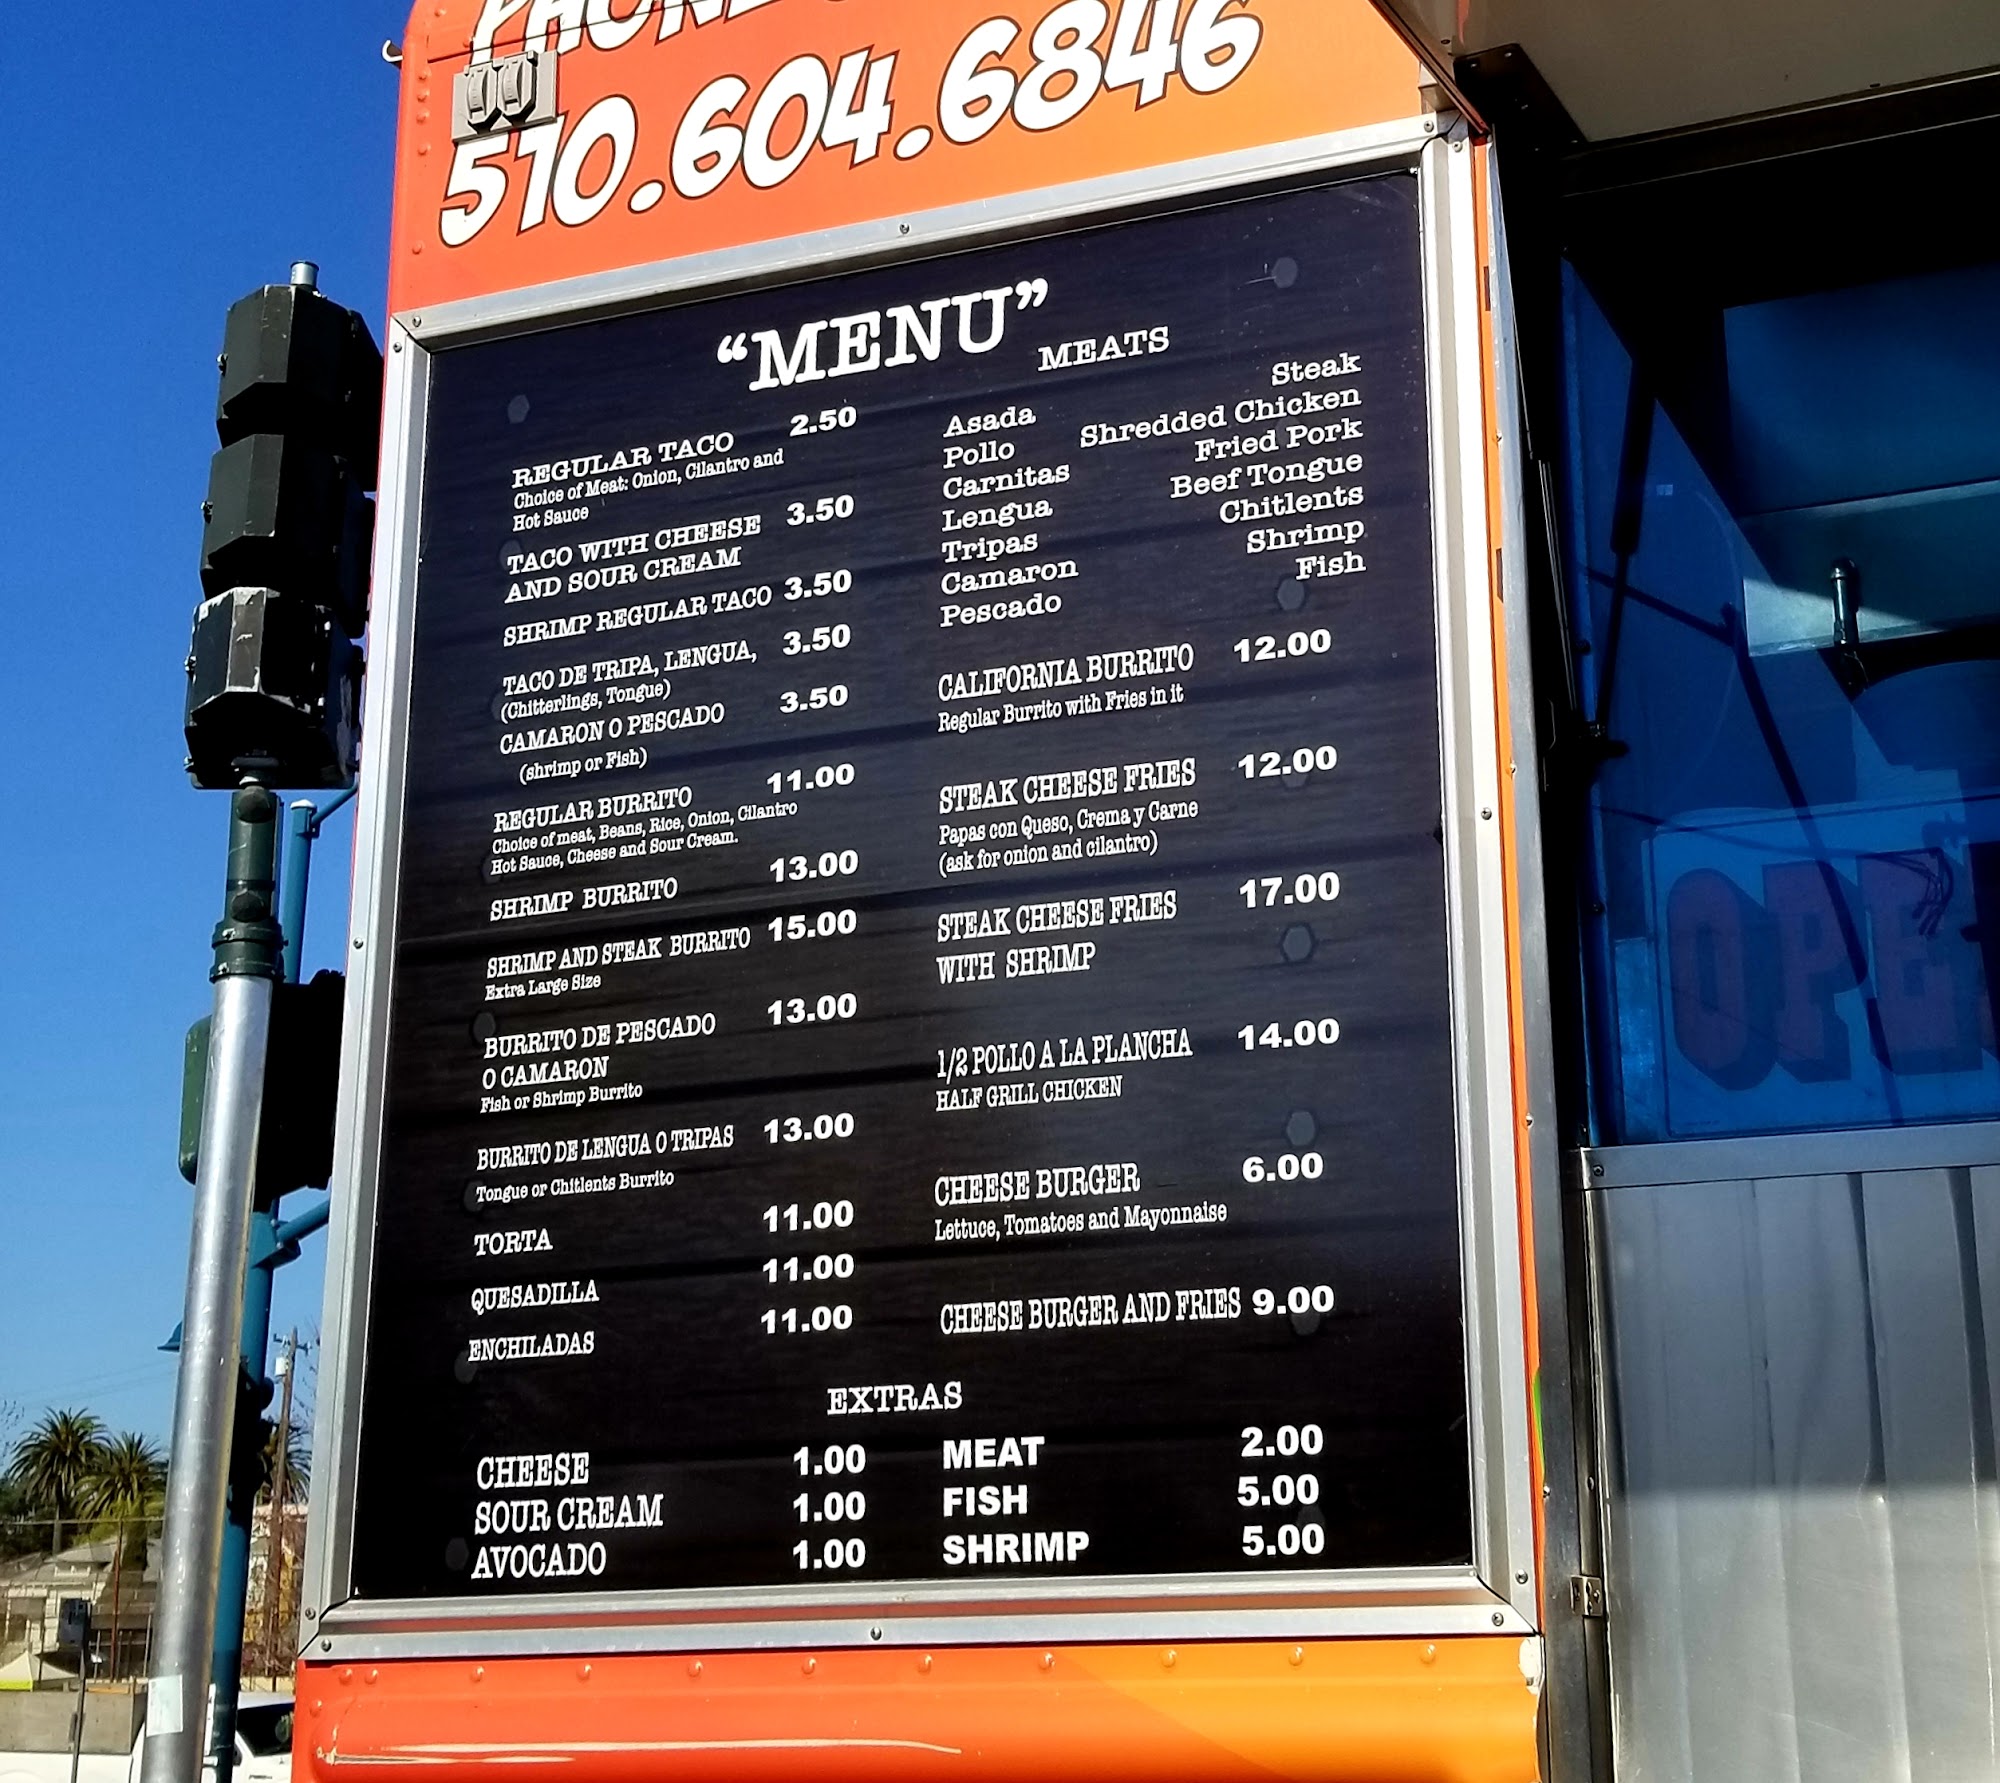 PHONE
510.604.6846
"MENU"
REGULAR TACO 2.50
Choice of Meat: Onion, Cilantro and
Hot Sauce
TACO WITH CHEESE 3.50
AND SOUR CREAM
SHRIMP REGULAR TACO 3.50
TACO DE TRIPA, LENGUA, 3.50
(Chitterlings, Tongue)
CAMARON O PESCADO 3.50
(shrimp or Fish)
REGULAR BURRITO 11.00
Choice of meat, Beans, Rice, Onion, Cilantro
Hot Sauce, Cheese and Sour Cream.
SHRIMP BURRITO 13.00
SHRIMP AND STEAK BURRITO 15.00
Extra Large Size
BURRITO DE PESCADO 13.00
O CAMARON
Fish or Shrimp Burrito
BURRITO DE LENGUA O TRIPAS 13.00
Tongue or Chitlents Burrito
TORTA 11.00
QUESADILLA 11.00
ENCHILADAS 11.00
MEATS
Asada Steak
Pollo Shredded Chicken
Carnitas Fried Pork
Lengua Beef Tongue
Tripas Chitlents
Camaron Shrimp
Pescado Fish
CALIFORNIA BURRITO 12.00
Regular Burrito with Fries in it
STEAK CHEESE FRIES 12.00
Papas con Queso, Crema y Carne
(ask for onion and cilantro)
STEAK CHEESE FRIES 17.00
WITH SHRIMP
1/2 POLLO A LA PLANCHA 14.00
HALF GRILL CHICKEN
CHEESE BURGER 6.00
Lettuce, Tomatoes and Mayonnaise
CHEESE BURGER AND FRIES 9.00
EXTRAS
CHEESE 1.00
SOUR CREAM 1.00
AVOCADO 1.00
MEAT 2.00
FISH 5.00
SHRIMP 5.00
OPEN